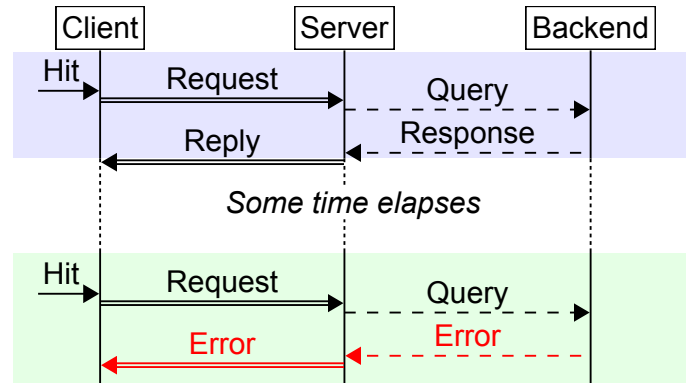 Client Server Backend
Hit
Request
Query
Response
Reply
Some time elapses
Hit
Request
Query
Error
Error